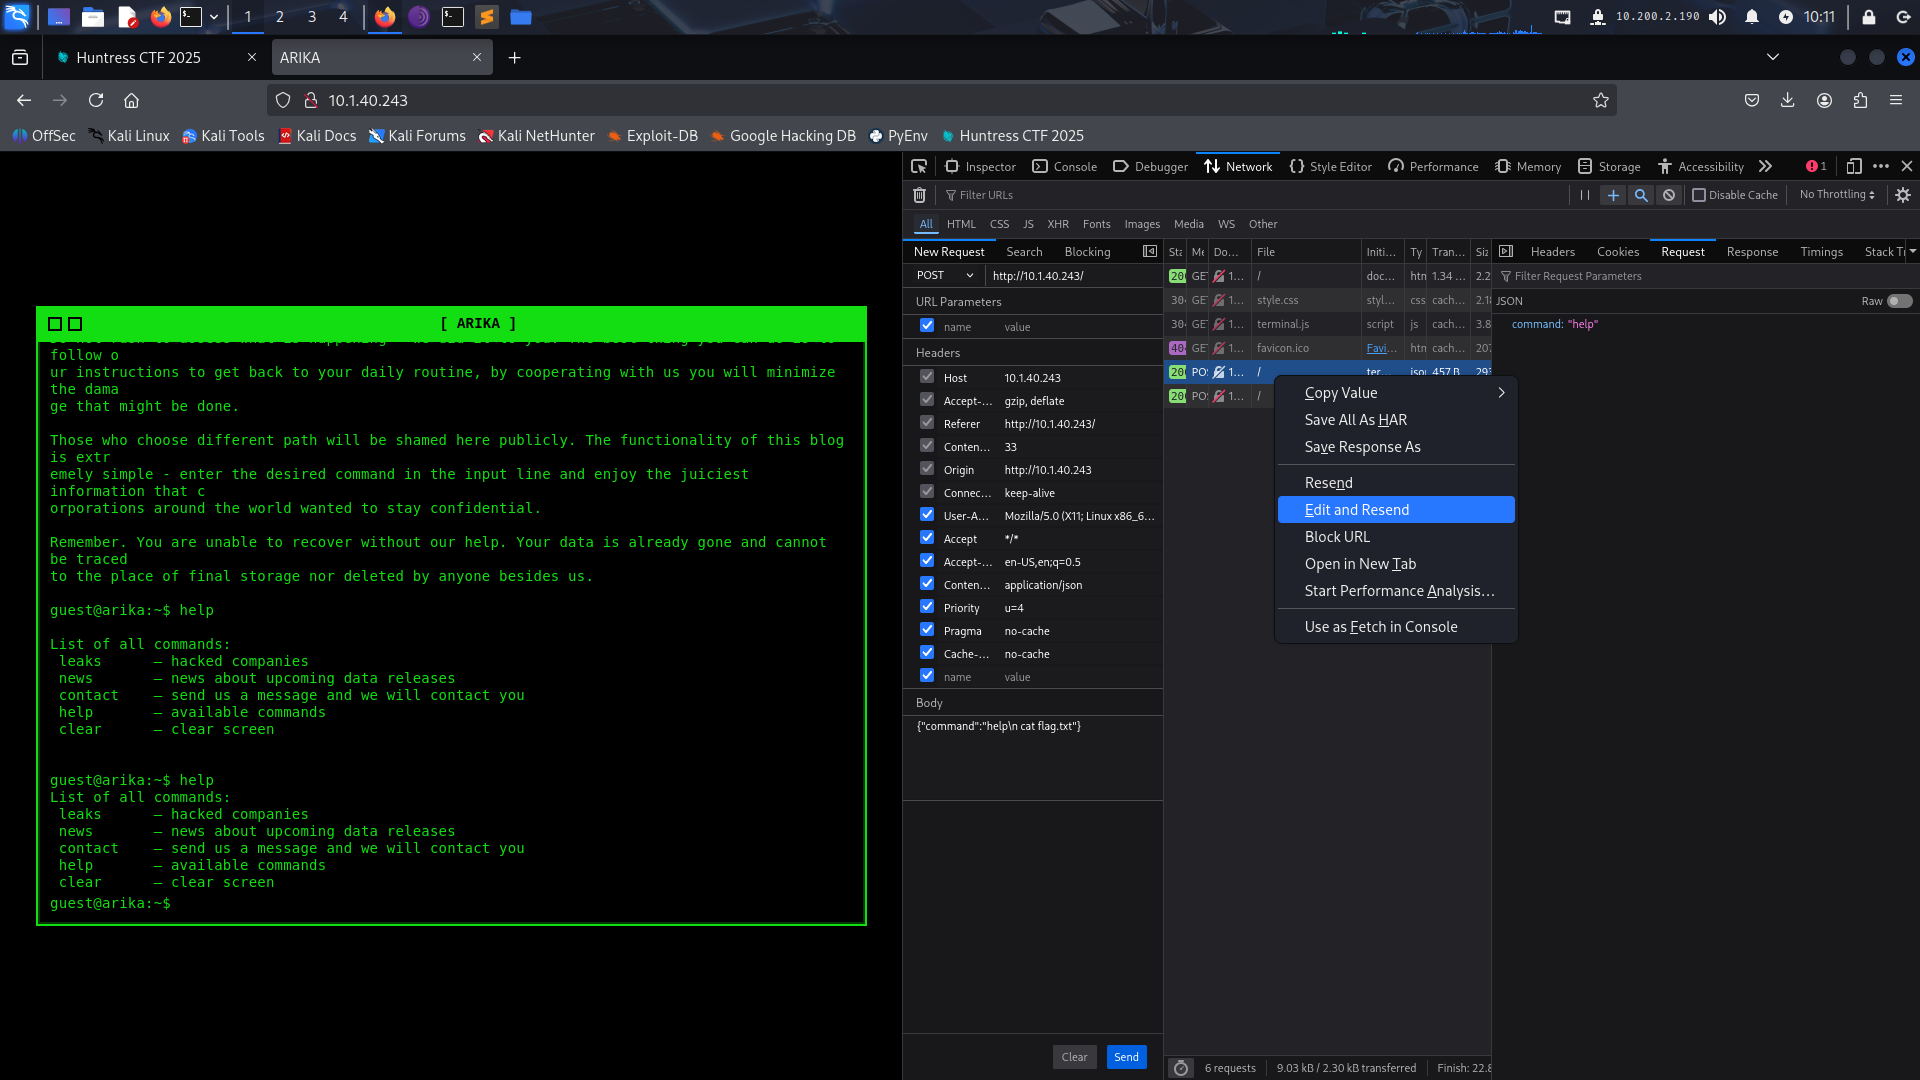 1
2
3
4
10.200.2.190
10:11
Huntress CTF 2025
ARIKA
10.1.40.243
OffSec
Kali Linux
Kali Tools
Kali Docs
Kali Forums
Kali NetHunter
Exploit-DB
Google Hacking DB
PyEnv
Huntress CTF 2025
[ ARIKA ]
follow o
ur instructions to get back to your daily routine, by cooperating with us you will minimize
the dama
ge that might be done.
Those who choose different path will be shamed here publicly. The functionality of this blog
is extr
emely simple - enter the desired command in the input line and enjoy the juiciest
information that c
orporations around the world wanted to stay confidential.
Remember. You are unable to recover without our help. Your data is already gone and cannot
be traced
to the place of final storage nor deleted by anyone besides us.
guest@arika:~$ help
List of all commands:
leaks — hacked companies
news — news about upcoming data releases
contact — send us a message and we will contact you
help — available commands
clear — clear screen
guest@arika:~$ help
List of all commands:
leaks — hacked companies
news — news about upcoming data releases
contact — send us a message and we will contact you
help — available commands
clear — clear screen
guest@arika:~$
Inspector
Console
Debugger
Network
Style Editor
Performance
Memory
Storage
Accessibility
1
Filter URLs
Disable Cache
No Throttling
All
HTML
CSS
JS
XHR
Fonts
Images
Media
WS
Other
New Request
Search
Blocking
POST
http://10.1.40.243/
URL Parameters
name value
Headers
Host 10.1.40.243
Accept-... gzip, deflate
Referer http://10.1.40.243/
Conten... 33
Origin http://10.1.40.243
Connec... keep-alive
User-A... Mozilla/5.0 (X11; Linux x86_6...
Accept */*
Accept-... en-US,en;q=0.5
Conten... application/json
Priority u=4
Pragma no-cache
Cache-... no-cache
name value
Body
{"command":"help\n cat flag.txt"}
Clear
Send
Sta Me Do... File Initi... Ty Tran... Siz
200 GET 1... / doc... htn 1.34 ... 2.2
304 GET 1... style.css styl... css cach... 2.18
304 GET 1... terminal.js script js cach... 3.8
404 GET 1... favicon.ico Favi... htn cach... 207
200 POS 1... / ter... jsoi 457 B 293
200 POS 1... /
Copy Value
Save All As HAR
Save Response As
Resend
Edit and Resend
Block URL
Open in New Tab
Start Performance Analysis...
Use as Fetch in Console
6 requests
9.03 kB / 2.30 kB transferred
Finish: 22.8
Headers
Cookies
Request
Response
Timings
Stack Tr
Filter Request Parameters
JSON
Raw
command: "help"